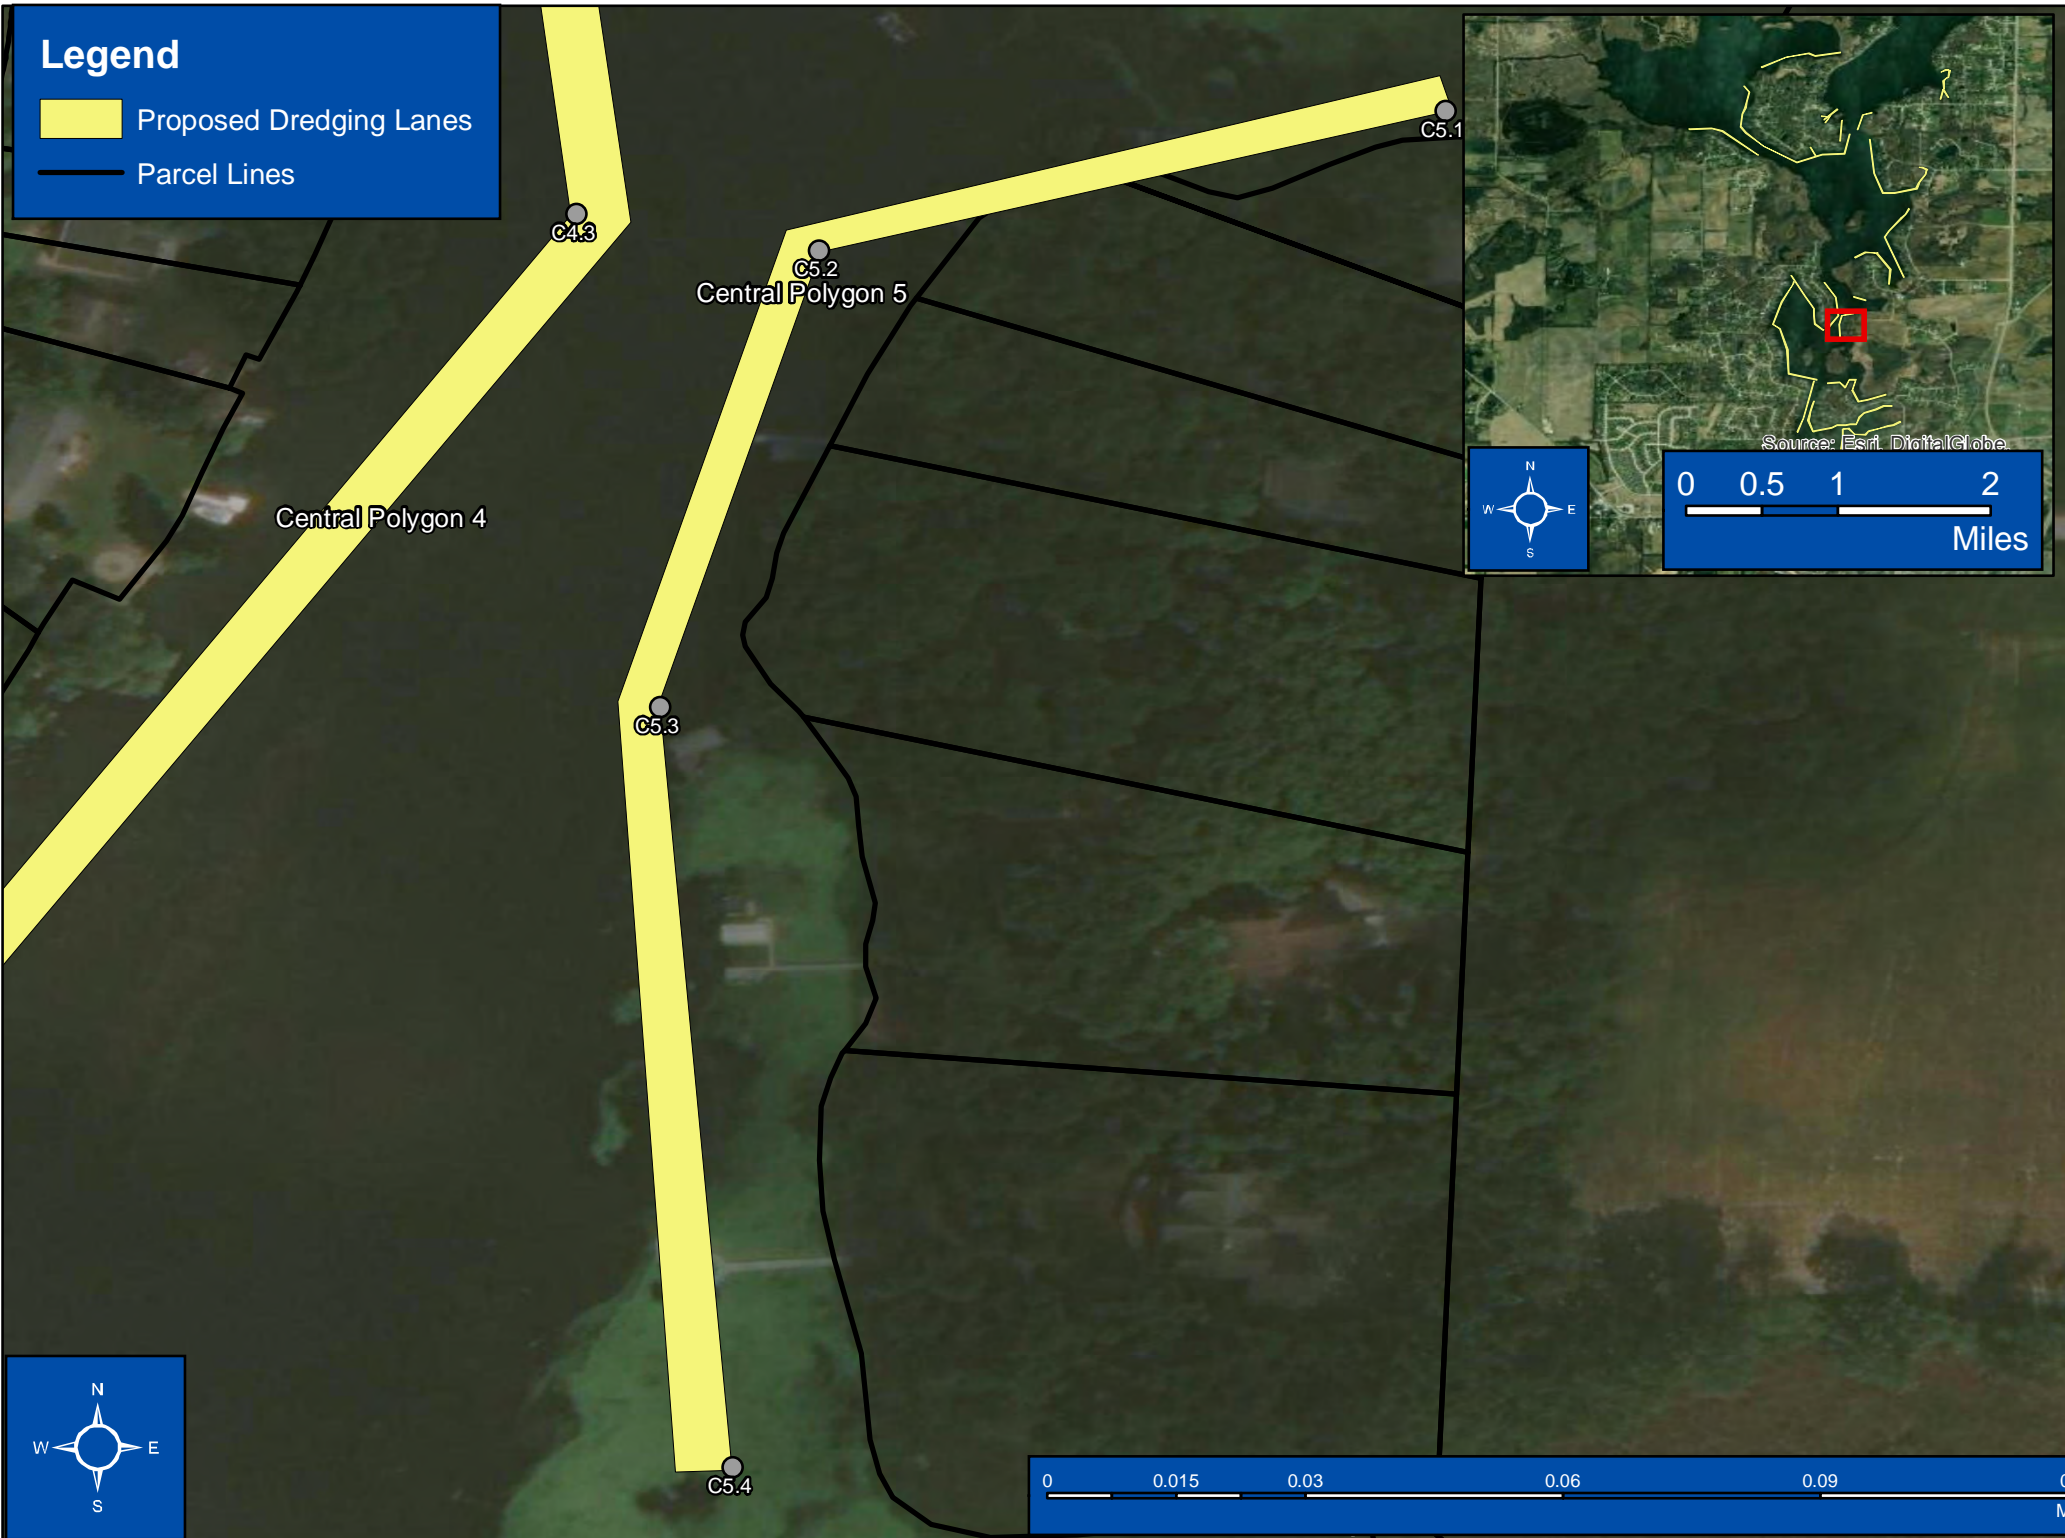 Legend
Proposed Dredging Lanes
Parcel Lines
C4.3
C5.1
C5.2
Central Polygon 5
Central Polygon 4
C5.3
C5.4
Source: Esri, DigitalGlobe,
N
W E
S
0 0.5 1 2
Miles
N
W E
S
0 0.015 0.03 0.06 0.09